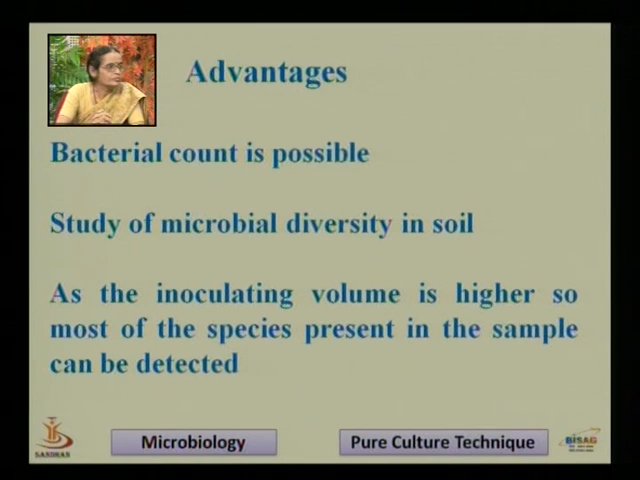 Advantages
Bacterial count is possible
Study of microbial diversity in soil
As the inoculating volume is higher so
most of the species present in the sample
can be detected
SANDHAN
Microbiology
Pure Culture Technique
BISAG